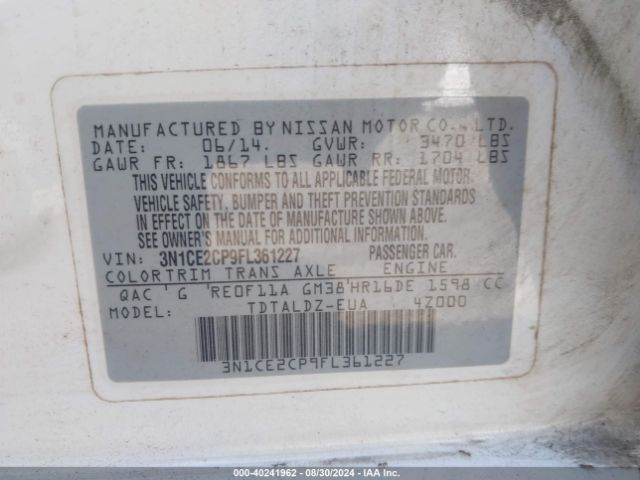 MANUFACTURED BY NISSAN MOTOR CO., LTD.
DATE: 06/14. GVWR: 3470 LBS
GAWR FR: 1867 LBS GAWR RR: 1704 LBS
THIS VEHICLE CONFORMS TO ALL APPLICABLE FEDERAL MOTOR
VEHICLE SAFETY, BUMPER AND THEFT PREVENTION STANDARDS
IN EFFECT ON THE DATE OF MANUFACTURE SHOWN ABOVE.
SEE OWNER'S MANUAL FOR ADDITIONAL INFORMATION.
VIN: 3N1CE2CP9FL361227 PASSENGER CAR.
COLOR TRIM TRANS AXLE ENGINE
QAC ' G 'RE0F11A GM38'HR16DE 1598 CC
MODEL: TDTALDZ-EUA 4Z000
3N1CE2CP9FL361227
000-40241962 - 08/30/2024 - IAAI, Inc.